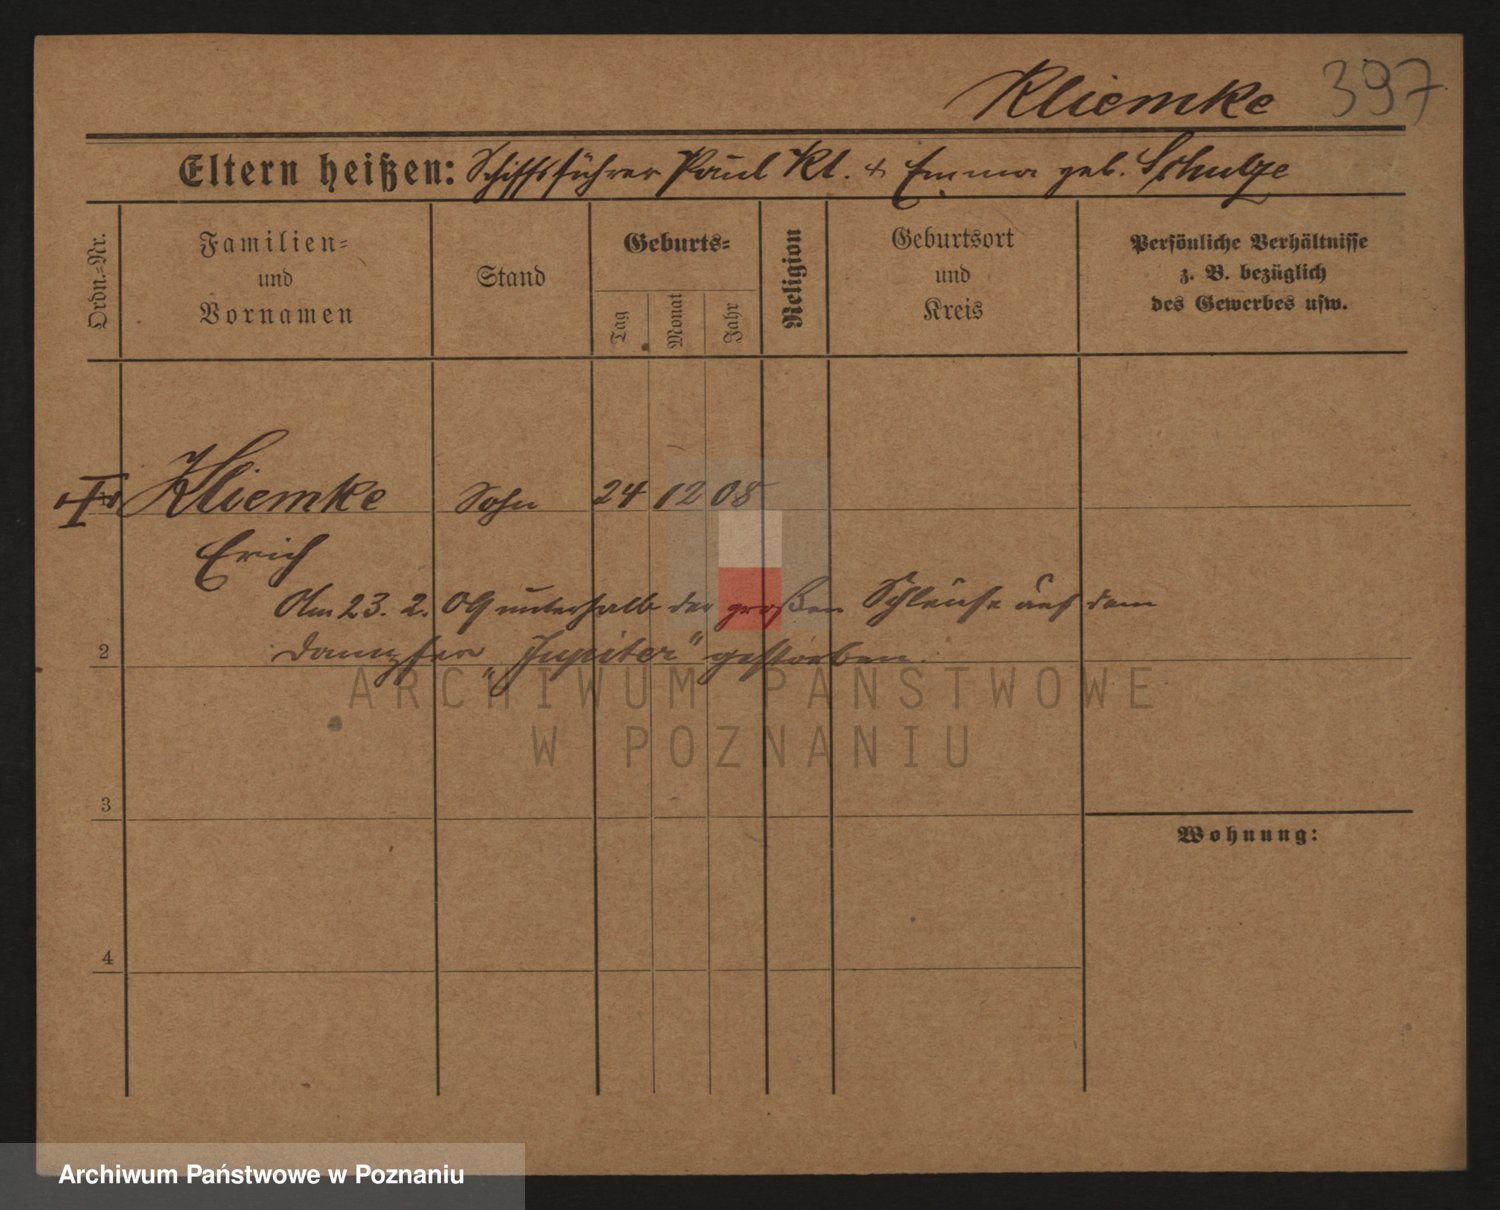 Kliemke 397
Eltern heißen: Schiffsführer Paul Kl. & Emma geb. Schulze
Ordn.=Nr.
Familien=
und
Vornamen
Stand
Geburts=
Tag
Monat
Jahr
Religion
Geburtsort
und
Kreis
Persönliche Verhältnisse
z. B. bezüglich
des Gewerbes usw.
Kliemke Sohn 24 12 08
Erich
Am 23. 2. 09 unterhalb der großen Schleuse auf dem
2 Dampfer „Jupiter" gestorben.
ARCHIWUM PAŃSTWOWE
W POZNANIU
3
Wohnung:
4
Archiwum Państwowe w Poznaniu